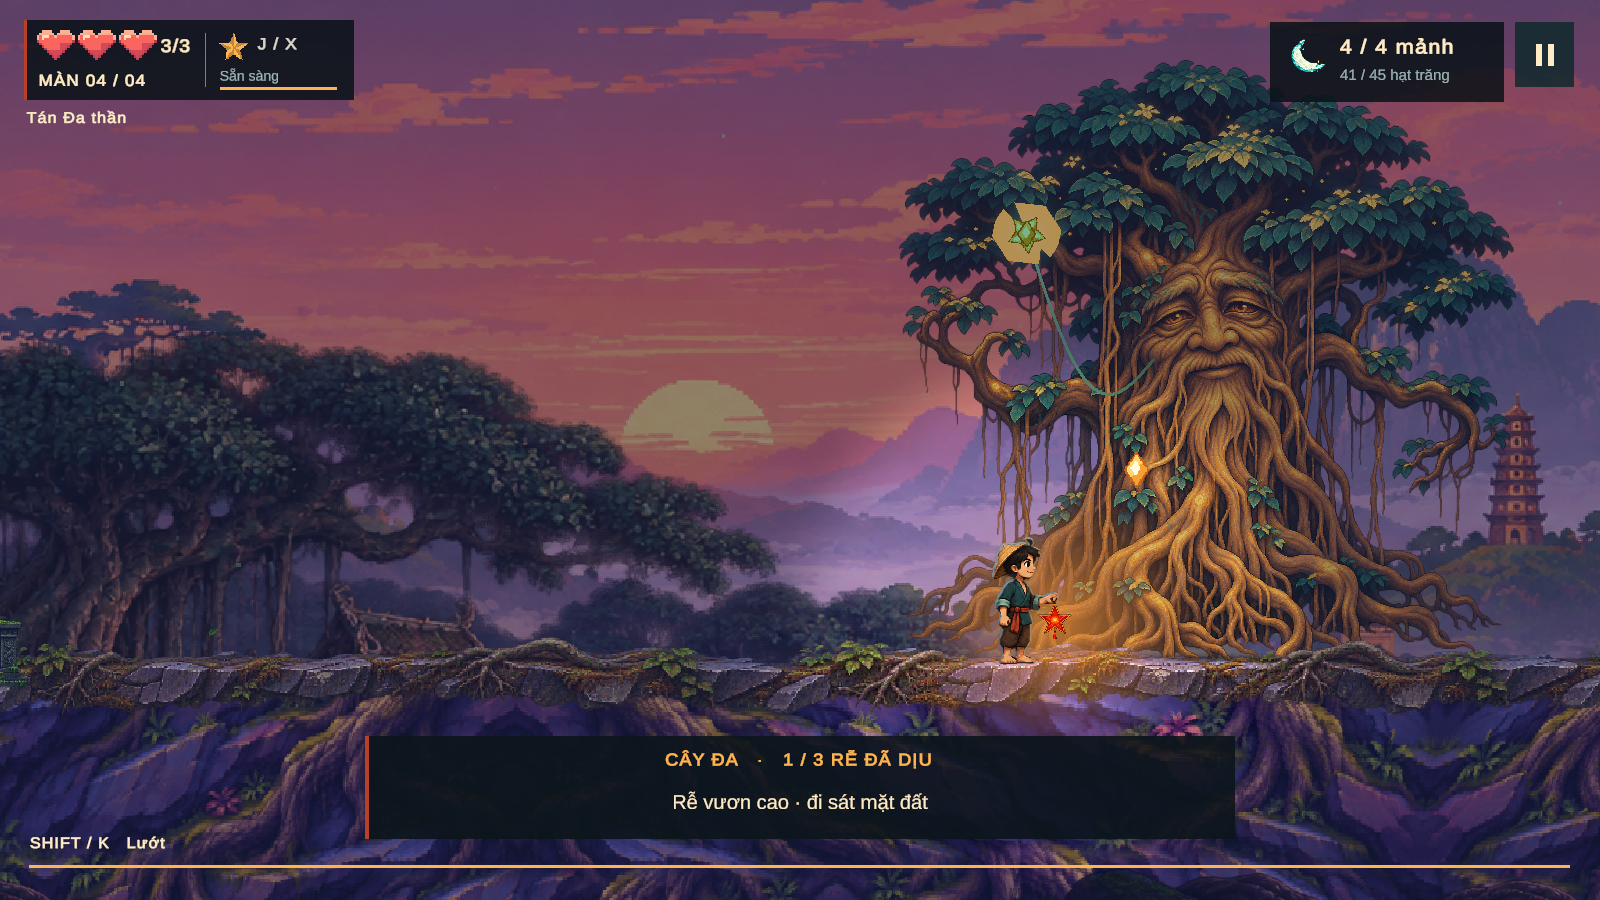 3/3
J / X
Sẵn sàng
MÀN 04 / 04
Tán Đa thần
4 / 4 mảnh
41 / 45 hạt trăng
CÂY ĐA · 1 / 3 RỄ ĐÃ DỊU
Rễ vươn cao · đi sát mặt đất
SHIFT / K Lướt